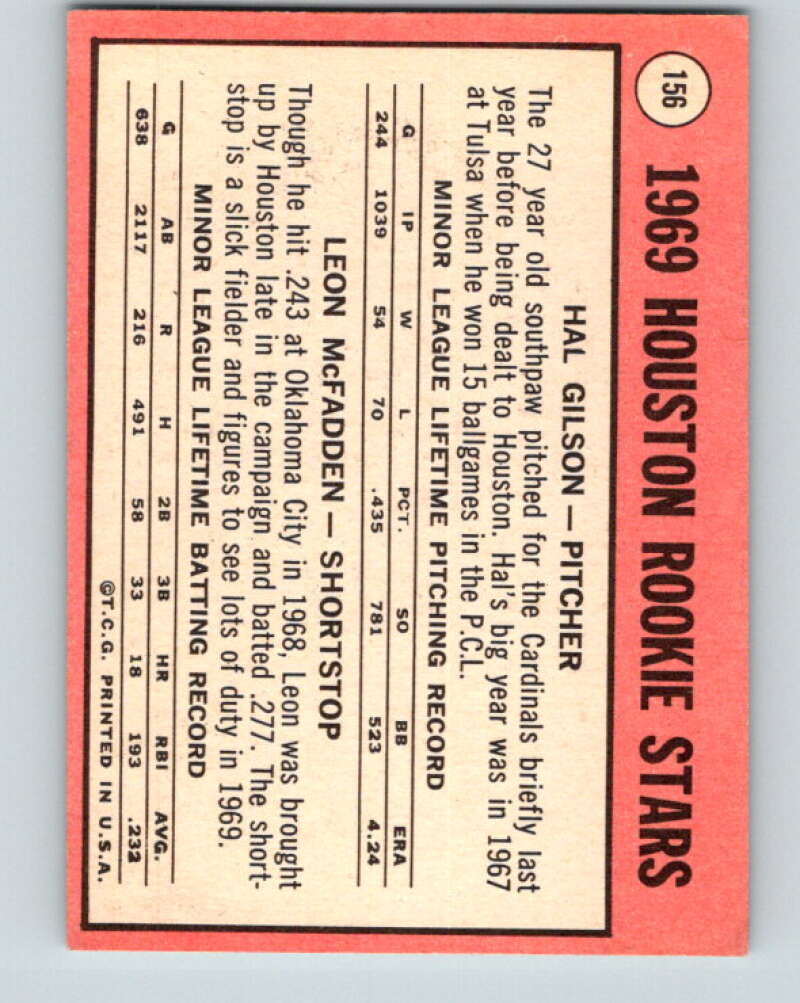 156
1969 HOUSTON ROOKIE STARS
HAL GILSON — PITCHER
The 27 year old southpaw pitched for the Cardinals briefly last
year before being dealt to Houston. Hal's big year was in 1967
at Tulsa when he won 15 ballgames in the P.C.L.
MINOR LEAGUE LIFETIME PITCHING RECORD
G IP W L PCT. SO BB ERA
244 1039 54 70 .435 781 523 4.24
LEON McFADDEN — SHORTSTOP
Though he hit .243 at Oklahoma City in 1968, Leon was brought
up by Houston late in the campaign and batted .277. The short-
stop is a slick fielder and figures to see lots of duty in 1969.
MINOR LEAGUE LIFETIME BATTING RECORD
G AB R H 2B 3B HR RBI AVG.
638 2117 216 491 58 33 18 193 .232
©T.C.G. PRINTED IN U.S.A.